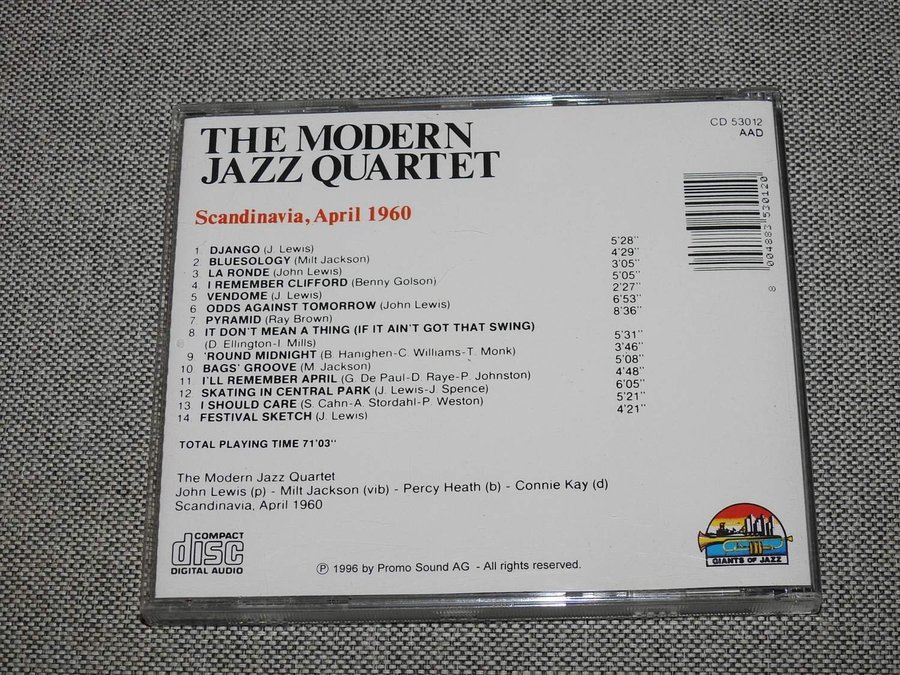 THE MODERN
JAZZ QUARTET
CD 53012
AAD
Scandinavia, April 1960
1 DJANGO (J. Lewis) 5'28''
2 BLUESOLOGY (Milt Jackson) 4'29''
3 LA RONDE (John Lewis) 3'05''
4 I REMEMBER CLIFFORD (Benny Golson) 5'05''
5 VENDOME (J. Lewis) 2'27''
6 ODDS AGAINST TOMORROW (John Lewis) 6'53''
7 PYRAMID (Ray Brown) 8'36''
8 IT DON'T MEAN A THING (IF IT AIN'T GOT THAT SWING)
(D. Ellington-I. Mills) 5'31''
9 'ROUND MIDNIGHT (B. Hanighen-C. Williams-T. Monk) 3'46''
10 BAGS' GROOVE (M. Jackson) 5'08''
11 I'LL REMEMBER APRIL (G. De Paul-D. Raye-P. Johnston) 4'48''
12 SKATING IN CENTRAL PARK (J. Lewis-J. Spence) 6'05''
13 I SHOULD CARE (S. Cahn-A. Stordahl-P. Weston) 5'21''
14 FESTIVAL SKETCH (J. Lewis) 4'21''
TOTAL PLAYING TIME 71'03''
The Modern Jazz Quartet
John Lewis (p) - Milt Jackson (vib) - Percy Heath (b) - Connie Kay (d)
Scandinavia, April 1960
COMPACT
disc
DIGITAL AUDIO
℗ 1996 by Promo Sound AG - All rights reserved.
GIANTS OF JAZZ
004883 530120
8